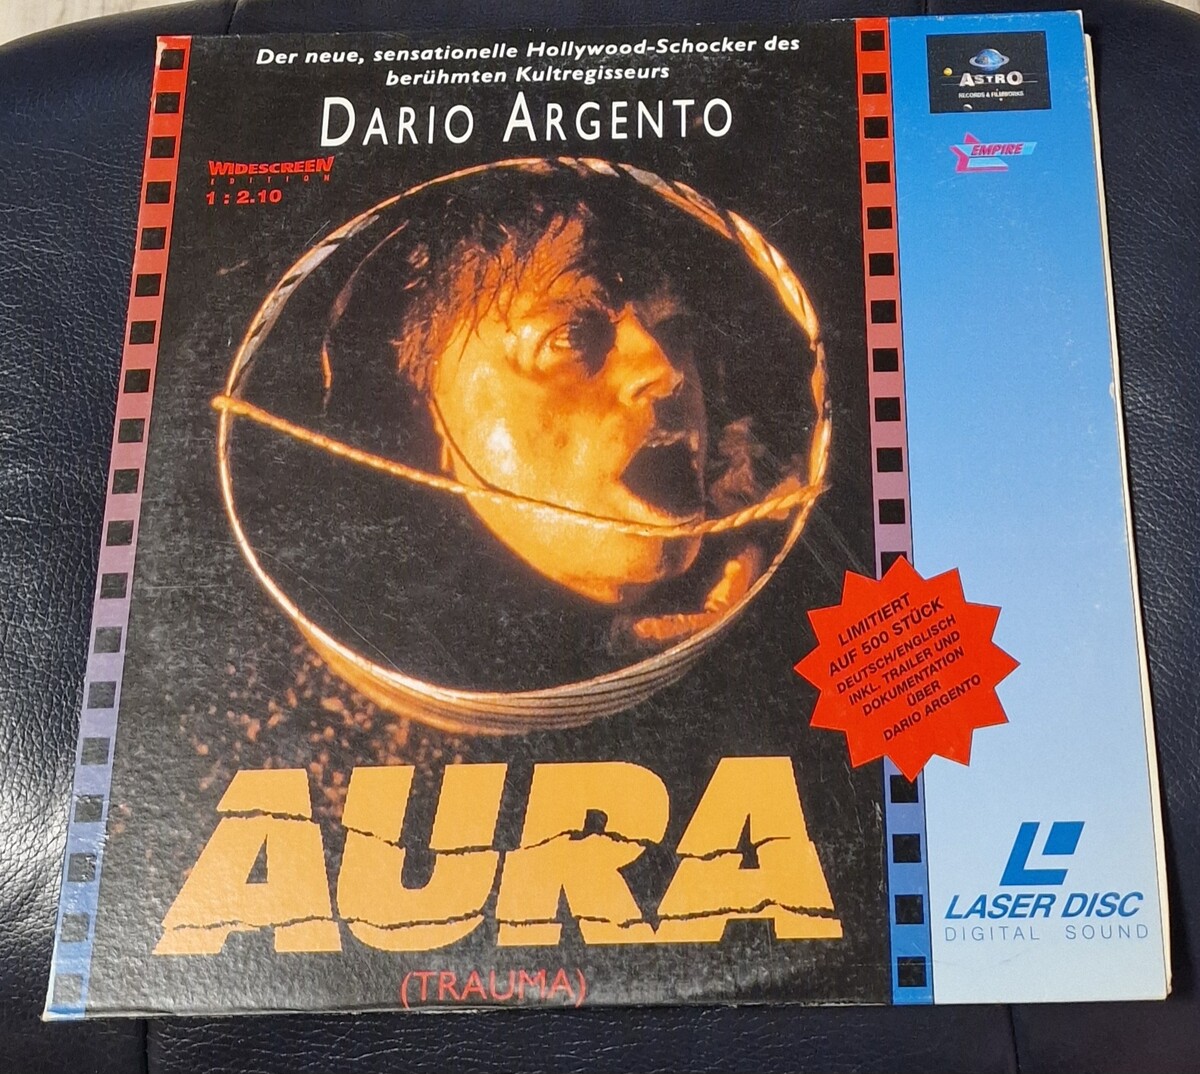 Der neue, sensationelle Hollywood-Schocker des
berühmten Kultregisseurs
DARIO ARGENTO
WIDESCREEN
EDITION
1 : 2.10
ASTRO
RECORDS & FILMWORKS
EMPIRE
LIMITIERT
AUF 500 STÜCK
DEUTSCH/ENGLISCH
INKL. TRAILER UND
DOKUMENTATION
ÜBER
DARIO ARGENTO
AURA
(TRAUMA)
LASER DISC
DIGITAL SOUND